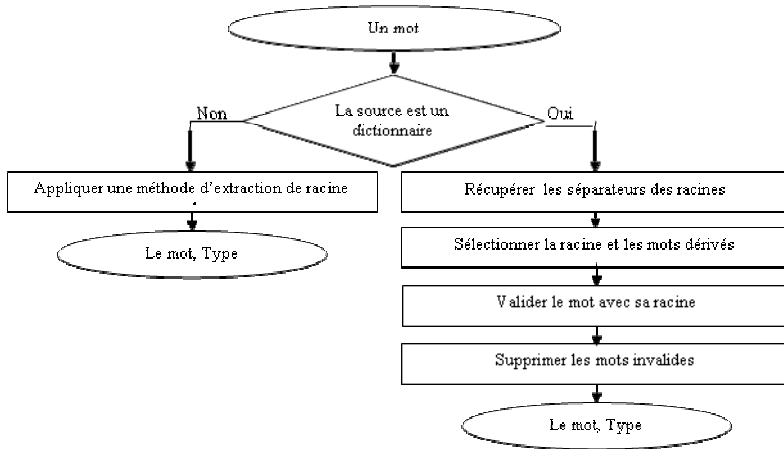 Un mot
La source est un
dictionnaire
Non
Oui
Appliquer une méthode d'extraction de racine
Le mot, Type
Récupérer les séparateurs des racines
Sélectionner la racine et les mots dérivés
Valider le mot avec sa racine
Supprimer les mots invalides
Le mot, Type